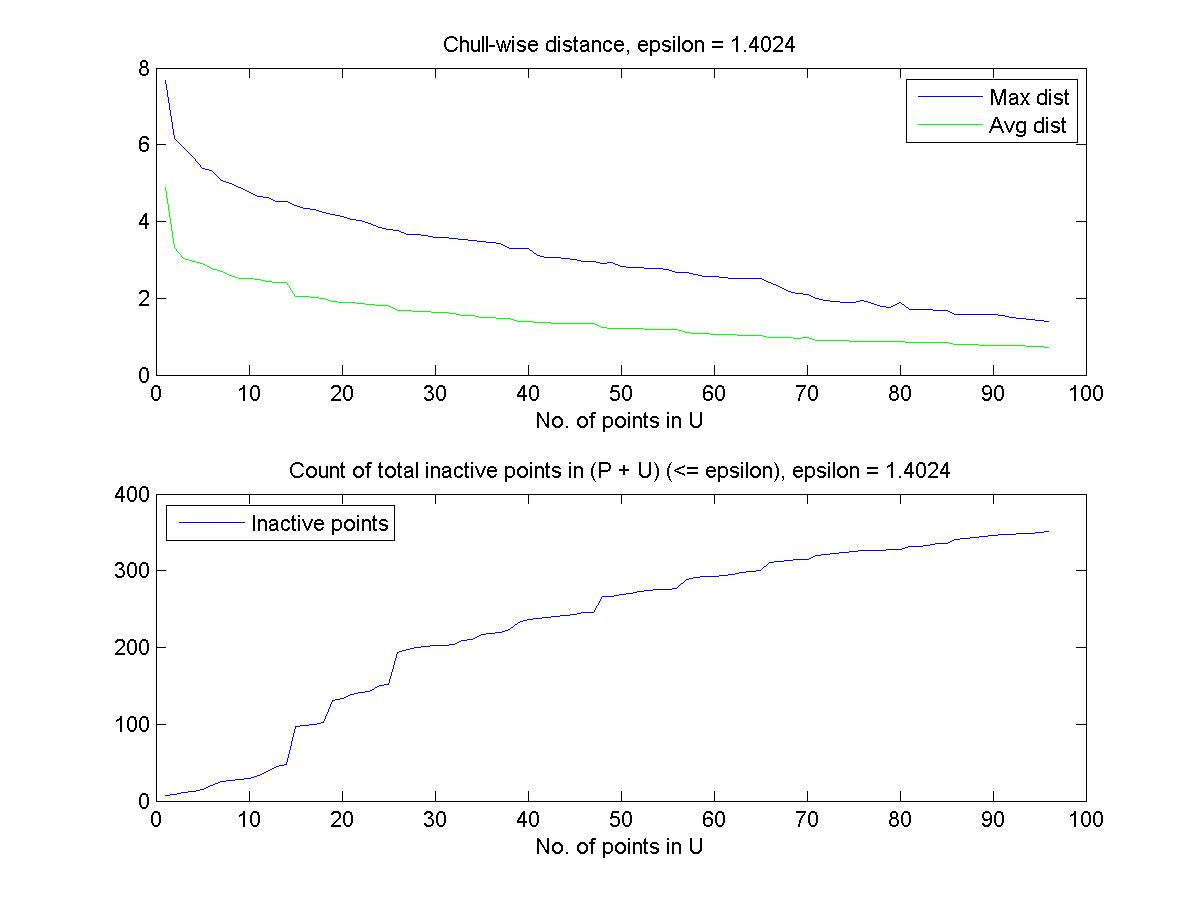 Chull-wise distance, epsilon = 1.4024
8
6
4
2
0
Max dist
Avg dist
0 10 20 30 40 50 60 70 80 90 100
No. of points in U
Count of total inactive points in (P + U) (<= epsilon), epsilon = 1.4024
400
300
200
100
0
Inactive points
0 10 20 30 40 50 60 70 80 90 100
No. of points in U